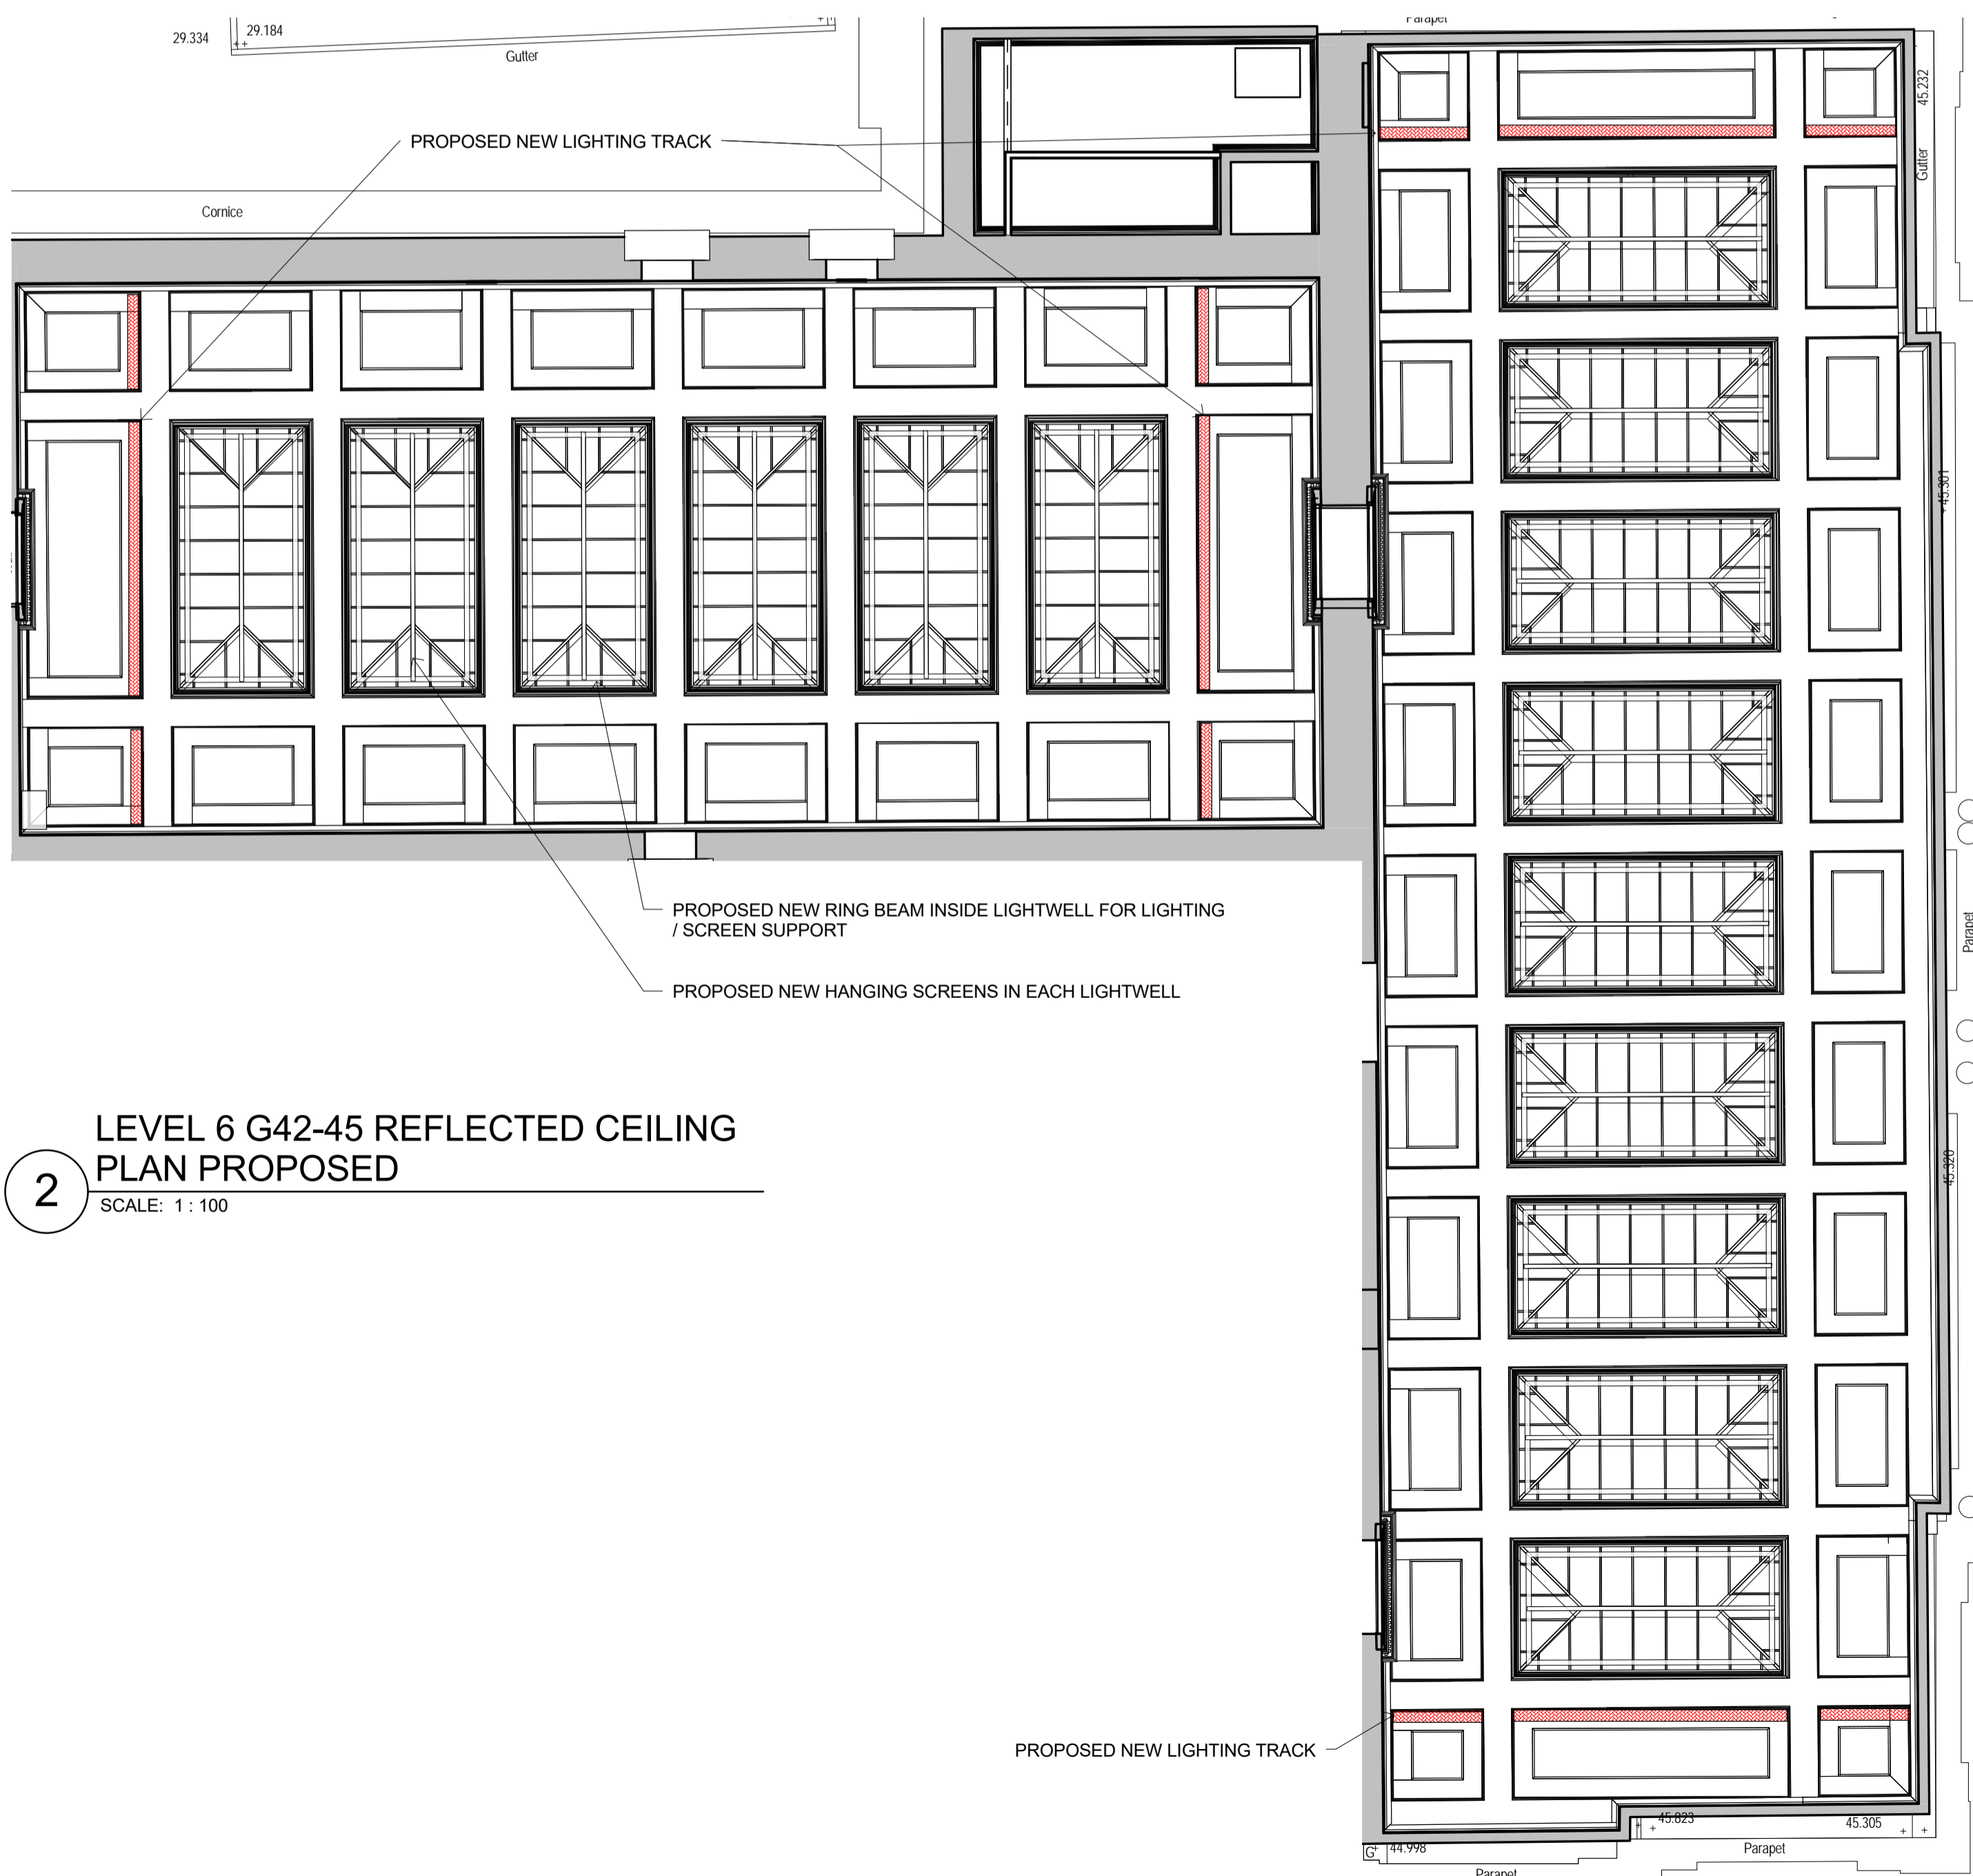 Parapet
29.334
29.184
Gutter
45.232
Gutter
PROPOSED NEW LIGHTING TRACK
Cornice
+45.301
PROPOSED NEW RING BEAM INSIDE LIGHTWELL FOR LIGHTING
/ SCREEN SUPPORT
Parapet
PROPOSED NEW HANGING SCREENS IN EACH LIGHTWELL
LEVEL 6 G42-45 REFLECTED CEILING
PLAN PROPOSED
2
SCALE: 1 : 100
45.320
PROPOSED NEW LIGHTING TRACK
45.823
45.305
G
44.998
Parapet
Parapet